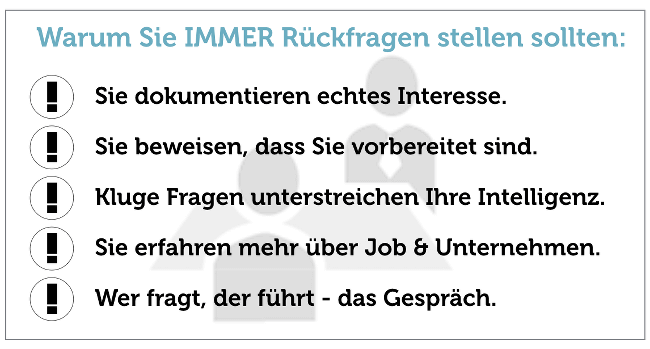 Warum Sie IMMER Rückfragen stellen sollten:
Sie dokumentieren echtes Interesse.
Sie beweisen, dass Sie vorbereitet sind.
Kluge Fragen unterstreichen Ihre Intelligenz.
Sie erfahren mehr über Job & Unternehmen.
Wer fragt, der führt - das Gespräch.